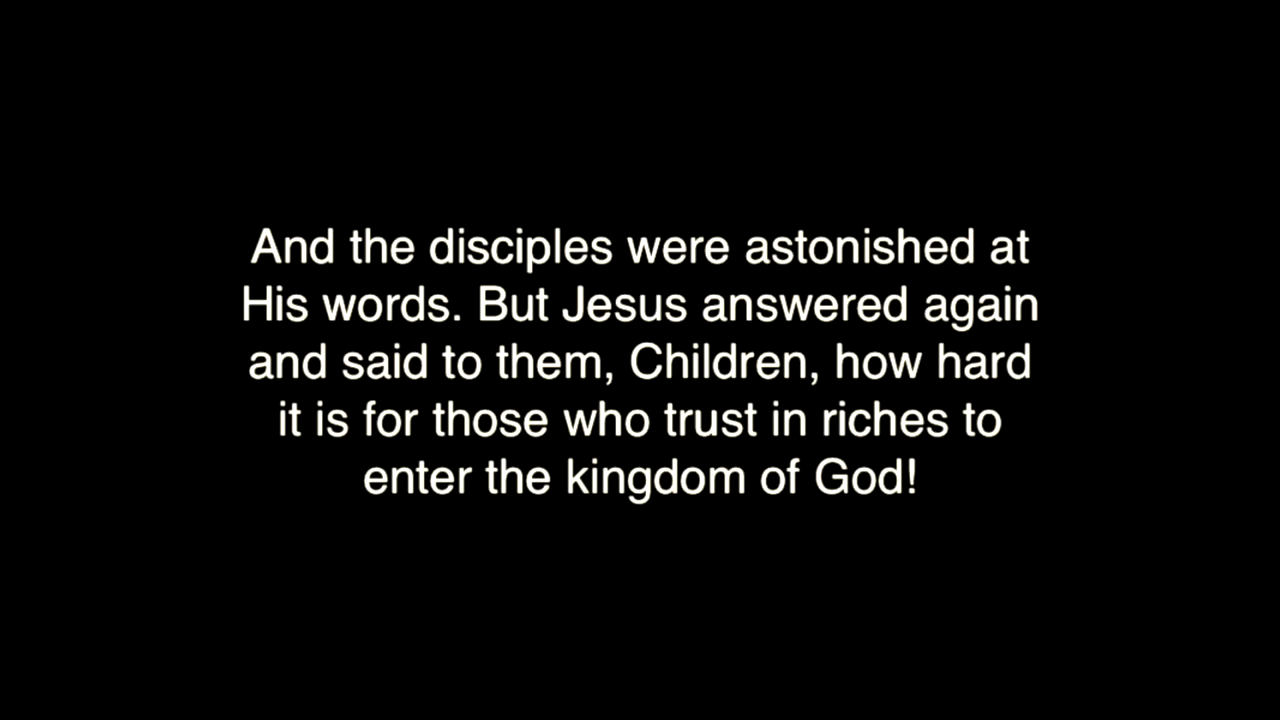 And the disciples were astonished at
His words. But Jesus answered again
and said to them, Children, how hard
it is for those who trust in riches to
enter the kingdom of God!